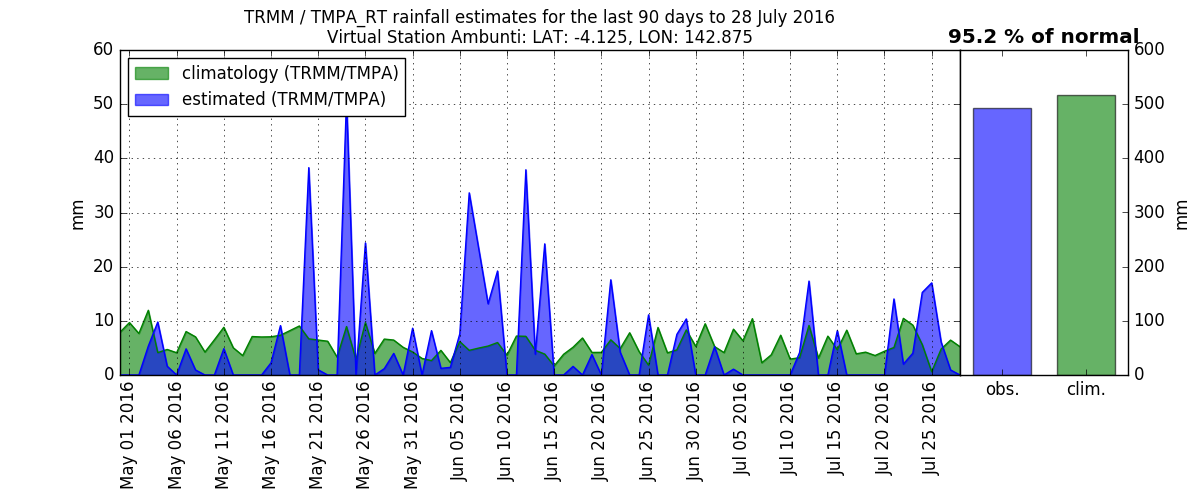 TRMM / TMPA_RT rainfall estimates for the last 90 days to 28 July 2016
Virtual Station Ambunti: LAT: -4.125, LON: 142.875
95.2 % of normal
climatology (TRMM/TMPA)
estimated (TRMM/TMPA)
60
50
40
30
20
10
0
mm
600
500
400
300
200
100
0
mm
May 01 2016
May 06 2016
May 11 2016
May 16 2016
May 21 2016
May 26 2016
May 31 2016
Jun 05 2016
Jun 10 2016
Jun 15 2016
Jun 20 2016
Jun 25 2016
Jun 30 2016
Jul 05 2016
Jul 10 2016
Jul 15 2016
Jul 20 2016
Jul 25 2016
obs.
clim.